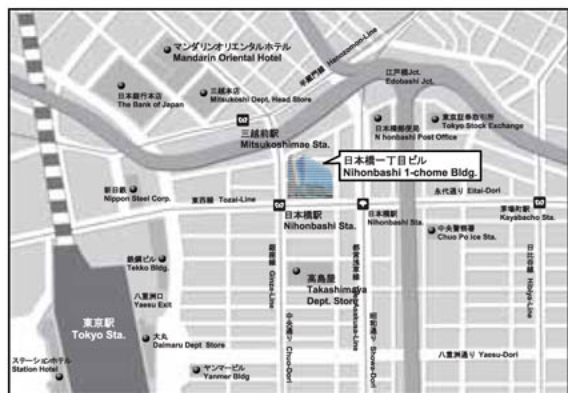 マンダリンオリエンタルホテル
Mandarin Oriental Hotel
半蔵門線 Hanozomon-Line
江戸橋Jct.
Edobashi Jct.
日本銀行本店
The Bank of Japan
三越本店
Mitsukoshi Dept. Head Store
三越前駅
Mitsukoshimae Sta.
日本橋郵便局
N honbashi Post Office
東京証券取引所
Tokyo Stock Exchange
日本橋一丁目ビル
Nihonbashi 1-chome Bldg.
新日鉄
Nippon Steel Corp.
東西線 Tozai-Line
永代通り Eitai-Dori
日本橋駅
Nihonbashi Sta.
日本橋駅
Nihonbashi Sta.
茅場町駅
Kayabacho Sta.
中央警察署
Chuo Po ice Sta.
鉄鋼ビル
Tekko Bldg.
八重洲口
Yaesu Exit
銀座線 Ginza-Line
都営浅草線
日比谷線 Hibiya-Line
高島屋
Takashimaya
Dept. Store
東京駅
Tokyo Sta.
大丸
Daimaru Dept Store
中央通り Chuo-Dori
昭和通り Showa-Dori
八重洲通り Yaesu-Dori
ステーションホテル
Station Hotel
ヤンマービル
Yanmer Bldg